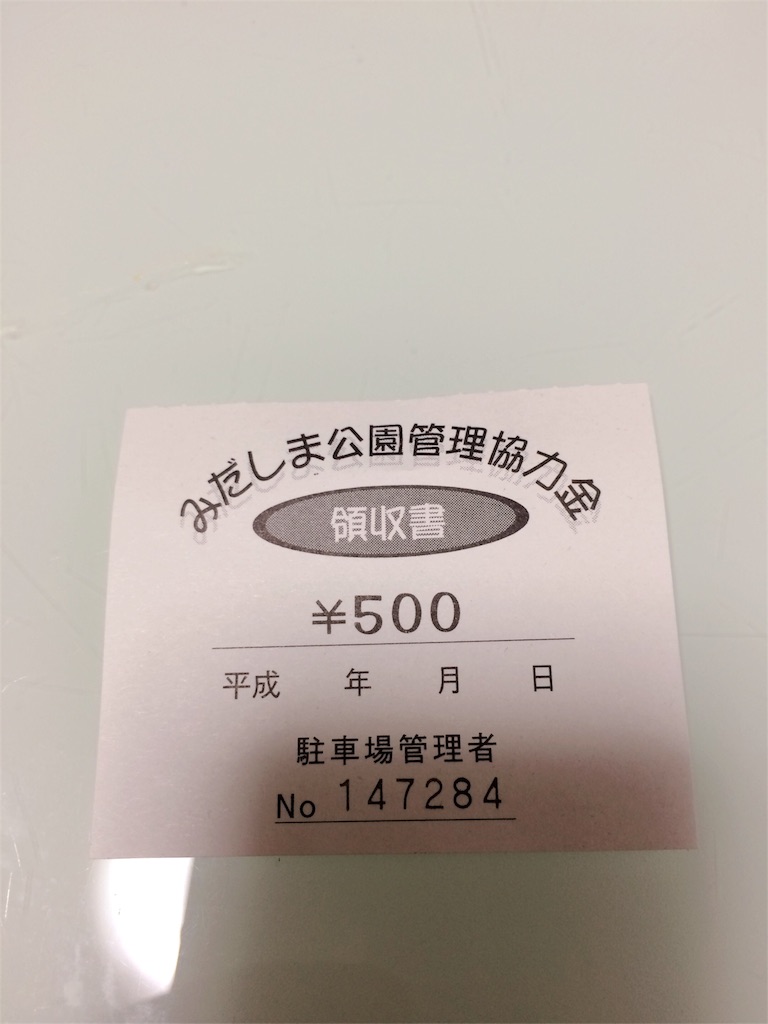 みだしま公園管理協力金
領収書
¥500
平成 年 月 日
駐車場管理者
No 147284